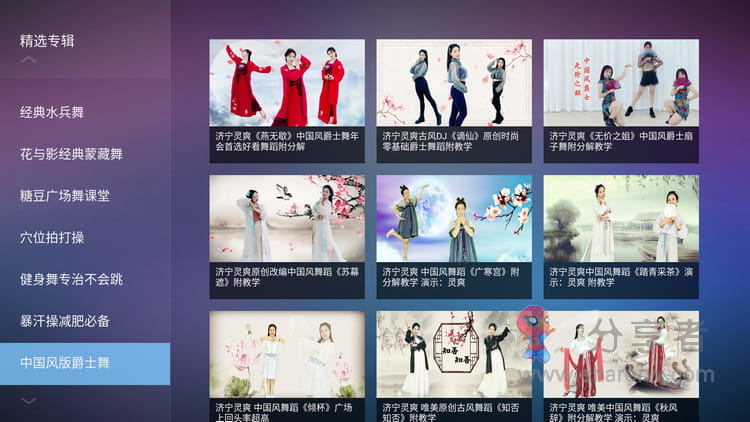 精选专辑
经典水兵舞
花与影经典蒙藏舞
糖豆广场舞课堂
穴位拍打操
健身舞专治不会跳
暴汗操减肥必备
中国风版爵士舞
济宁灵爽《燕无歇》中国风爵士舞年
会首选好看舞蹈附分解
济宁灵爽古风DJ《谪仙》原创时尚
零基础爵士舞蹈附教学
中国风爵士
无价之姐
济宁灵爽《无价之姐》中国风爵士扇
子舞附分解教学
济宁灵爽原创改编中国风舞蹈《苏幕
遮》附教学
济宁灵爽 中国风舞蹈《广寒宫》附
分解教学 演示：灵爽
济宁灵爽中国风舞蹈《踏青采茶》演
示：灵爽 附教学
济宁灵爽 中国风舞蹈《倾杯》广场
上回头率超高
知否
知否
济宁灵爽 唯美原创古风舞蹈《知否
知否》附教学
济宁灵爽 唯美中国风舞蹈《秋风
辞》附分解教学 演示：灵爽
分享者